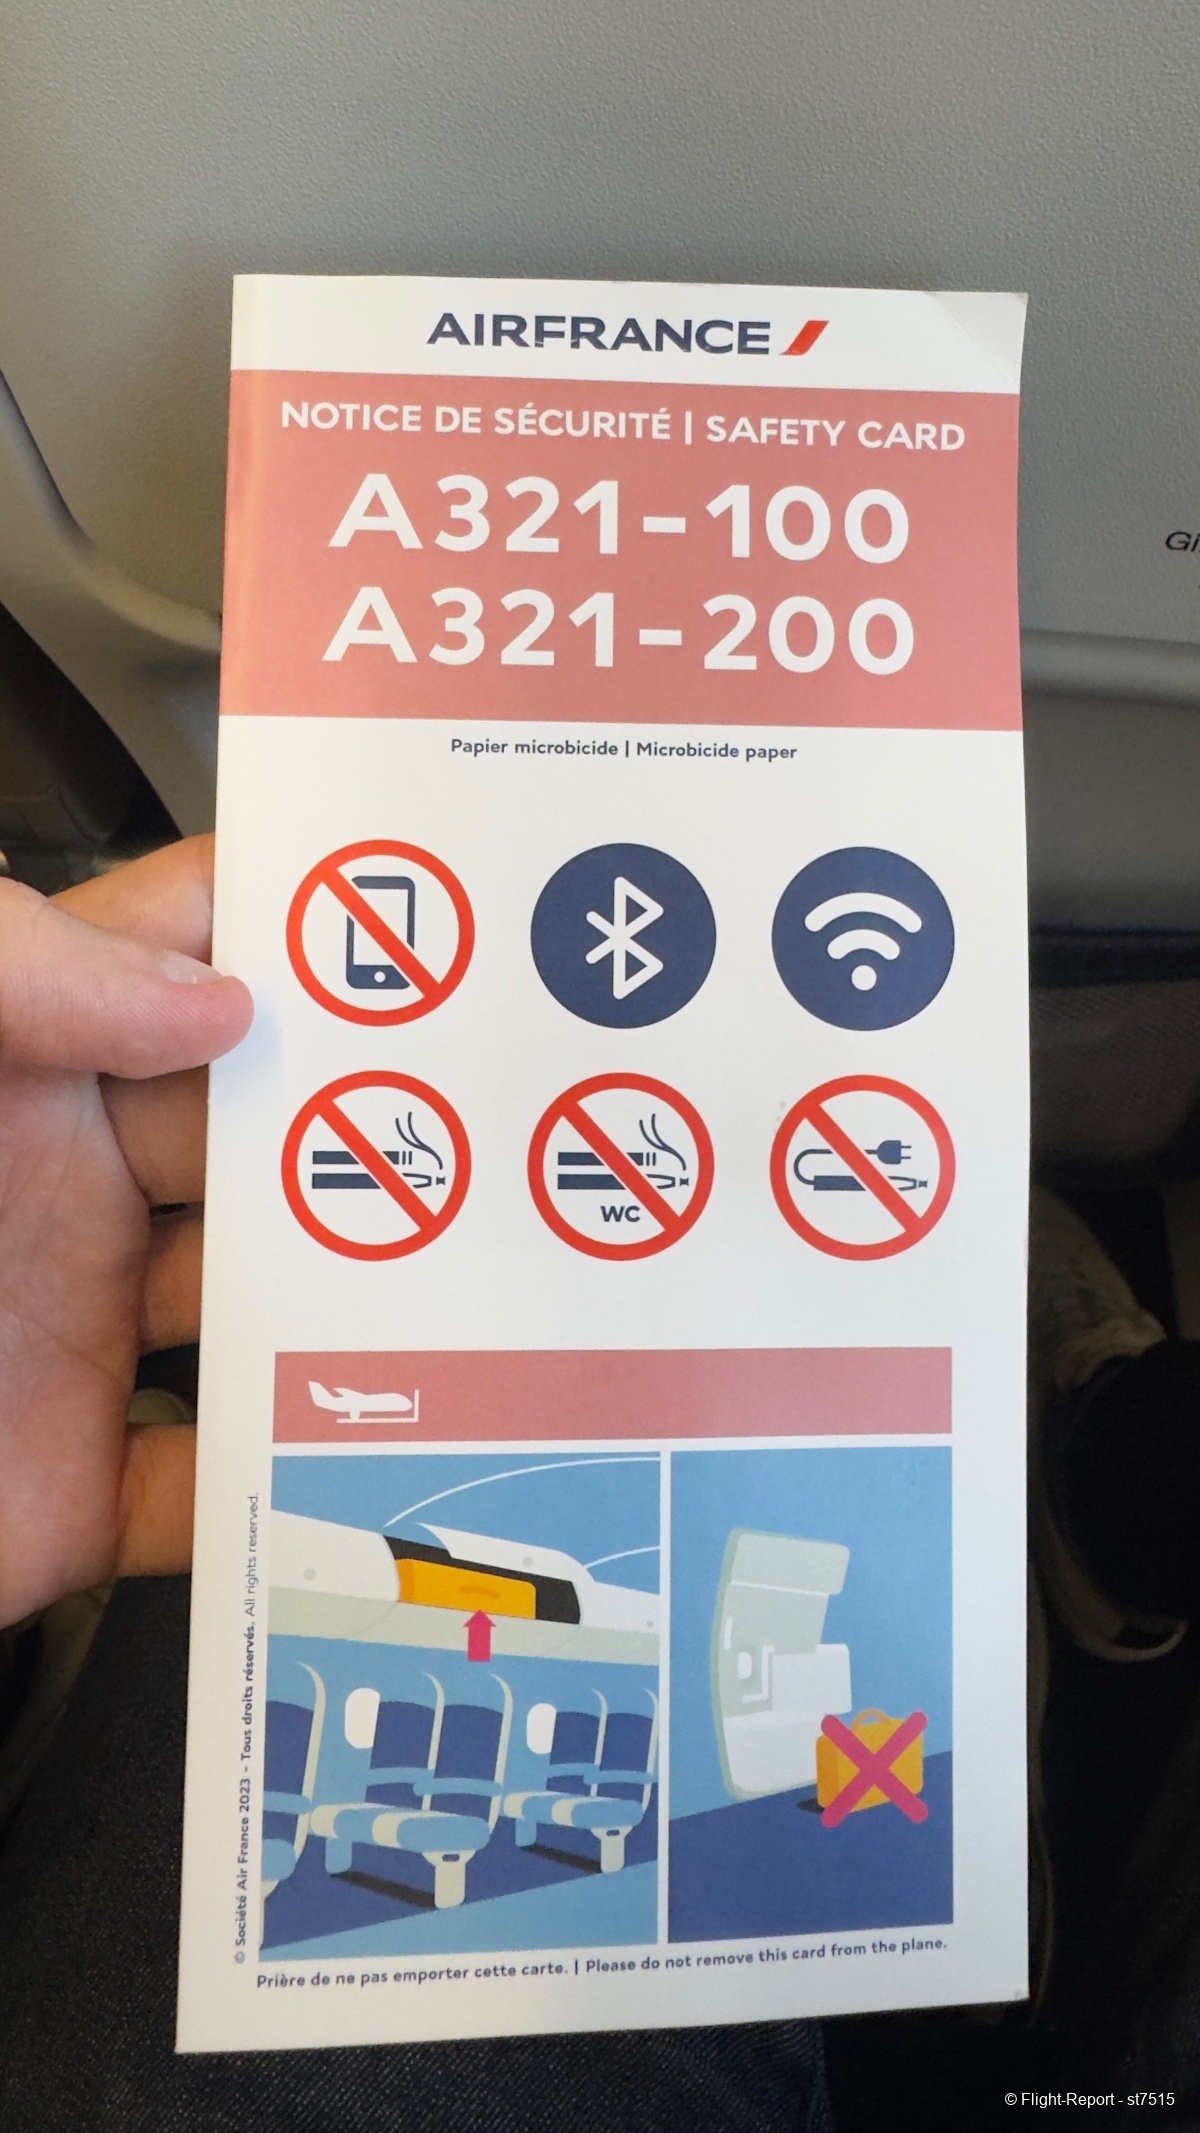 AIRFRANCE
NOTICE DE SÉCURITÉ | SAFETY CARD
A321-100
A321-200
Papier microbicide | Microbicide paper
WC
© Société Air France 2023 - Tous droits réservés. All rights reserved.
Prière de ne pas emporter cette carte. | Please do not remove this card from the plane.
© Flight-Report - st7515